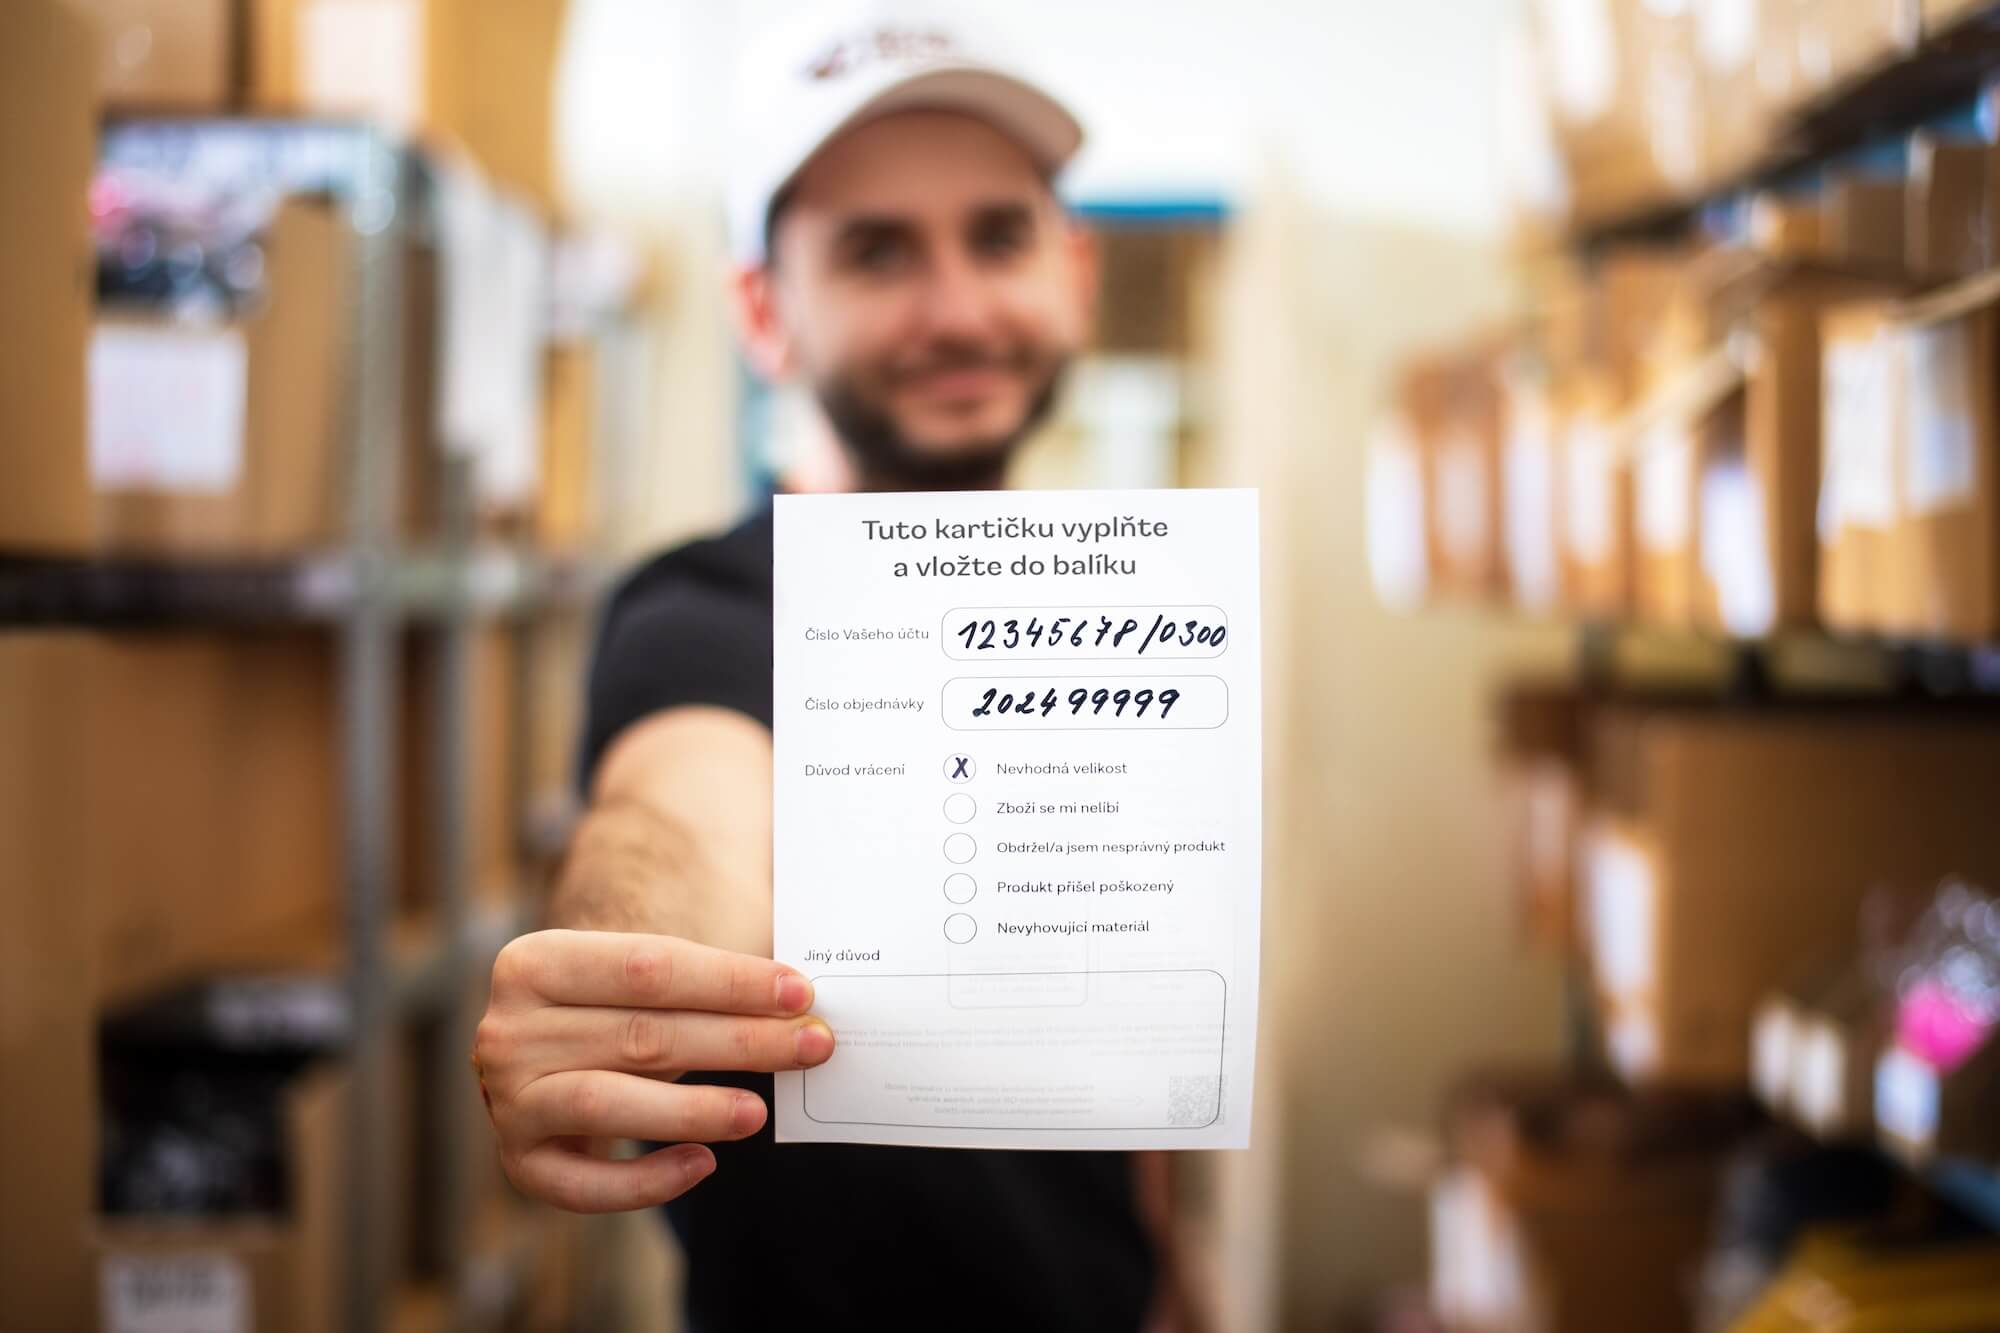 Tuto kartičku vyplňte
a vložte do balíku
Číslo Vašeho účtu 12345678/0300
Číslo objednávky 202499999
Důvod vrácení X Nevhodná velikost
Zboží se mi nelíbí
Obdržel/a jsem nesprávný produkt
Produkt přišel poškozený
Nevyhovující materiál
Jiný důvod